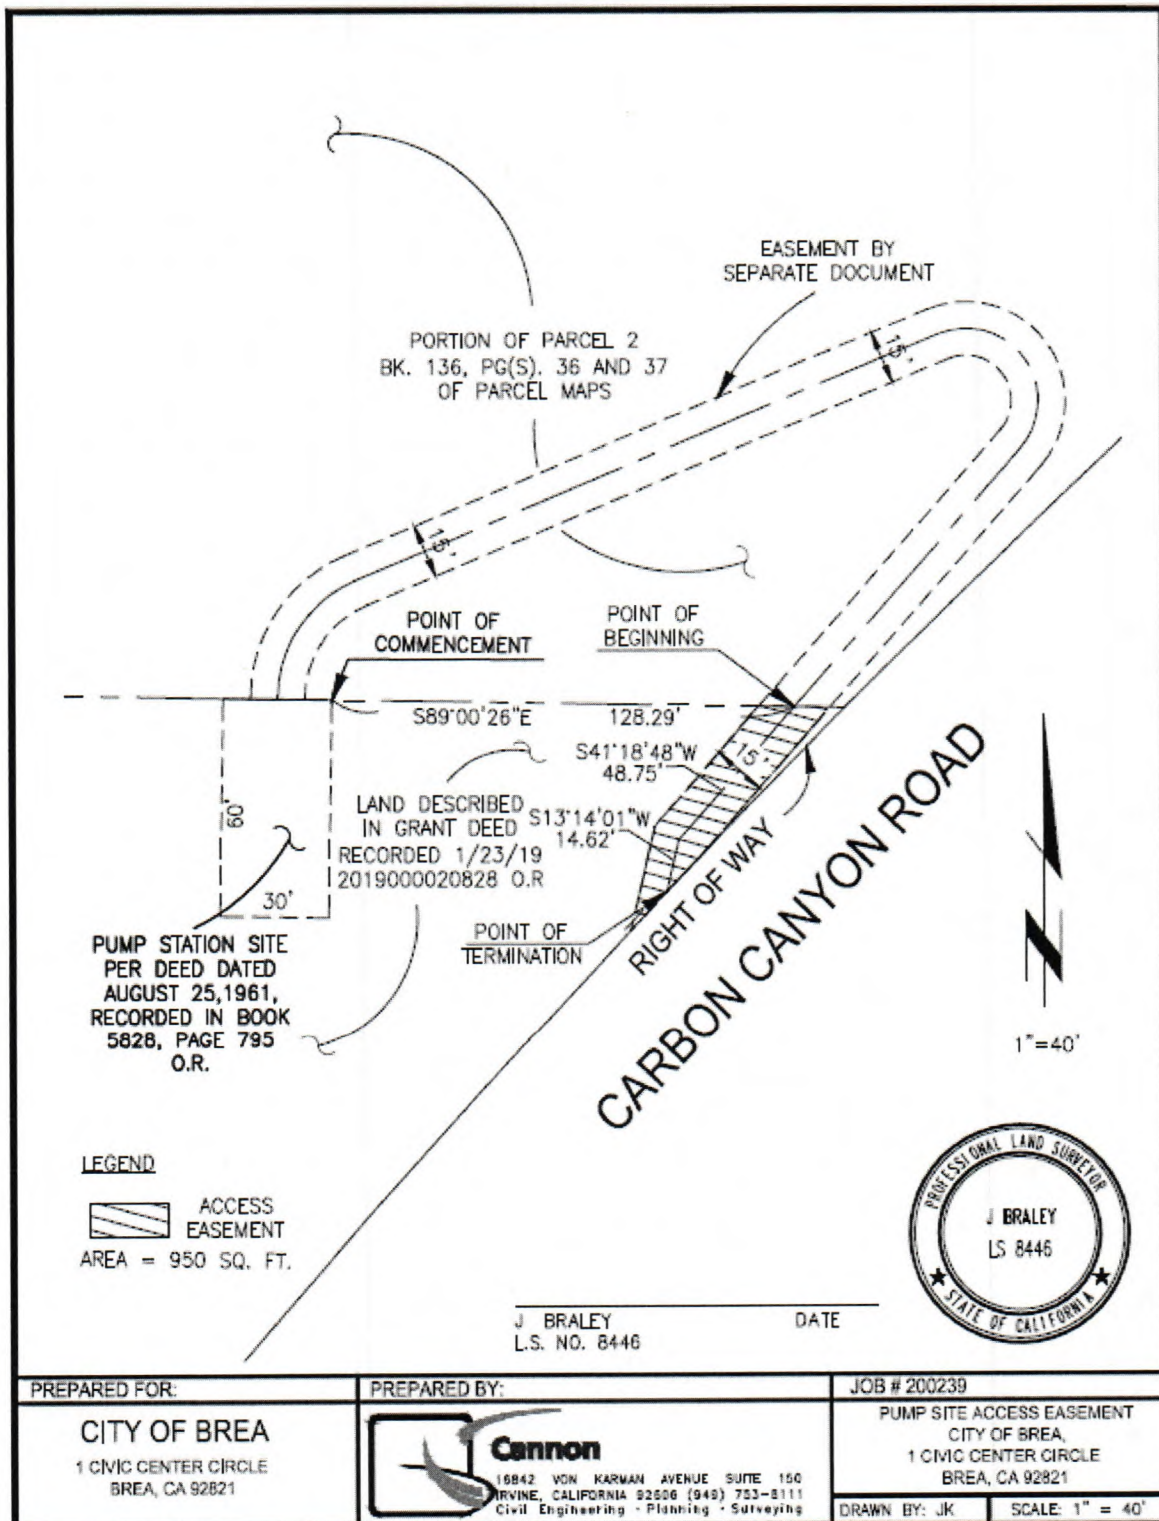 EASEMENT BY
SEPARATE DOCUMENT
PORTION OF PARCEL 2
BK. 136, PG(S). 36 AND 37
OF PARCEL MAPS
15'
15'
POINT OF
COMMENCEMENT
POINT OF
BEGINNING
S89°00'26"E 128.29'
S41°18'48"W
48.75'
15'
S13°14'01"W
14.62'
LAND DESCRIBED
IN GRANT DEED
RECORDED 1/23/19
2019000020828 O.R
60'
30'
POINT OF
TERMINATION
RIGHT OF WAY
CARBON CANYON ROAD
PUMP STATION SITE
PER DEED DATED
AUGUST 25,1961,
RECORDED IN BOOK
5828, PAGE 795
O.R.
N
1"=40'
LEGEND
ACCESS
EASEMENT
AREA = 950 SQ. FT.
PROFESSIONAL LAND SURVEYOR
J BRALEY
LS 8446
STATE OF CALIFORNIA
J BRALEY DATE
L.S. NO. 8446
PREPARED FOR:
CITY OF BREA
1 CIVIC CENTER CIRCLE
BREA, CA 92821
PREPARED BY:
Cannon
16842 VON KARMAN AVENUE SUITE 150
IRVINE, CALIFORNIA 92606 (949) 753-8111
Civil Engineering - Planning - Surveying
JOB # 200239
PUMP SITE ACCESS EASEMENT
CITY OF BREA,
1 CIVIC CENTER CIRCLE
BREA, CA 92821
DRAWN BY: JK
SCALE: 1" = 40'